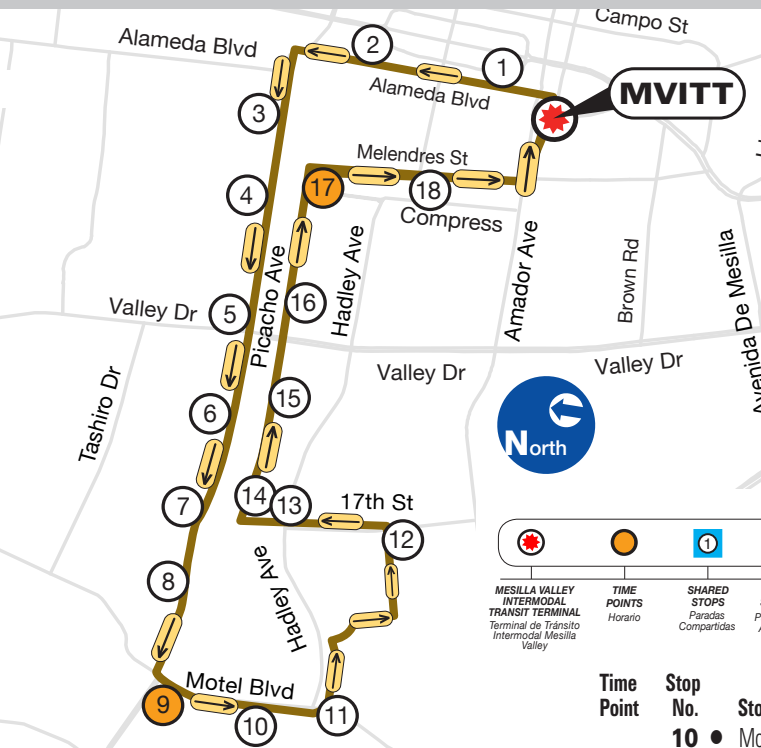 Campo St
Alameda Blvd
2
1
Alameda Blvd
MVITT
3
Melendres St
17
18
4
Compress
Picacho Ave
Hadley Ave
Amador Ave
Brown Rd
Avenida De Mesilla
16
Valley Dr
5
Valley Dr
Valley Dr
Tashiro Dr
15
6
North
14
13
17th St
7
12
8
Hadley Ave
Motel Blvd
9
10
11
1
MESILLA VALLEY
INTERMODAL
TRANSIT TERMINAL
Terminal de Tránsito
Intermodal Mesilla
Valley
TIME
POINTS
Horario
SHARED
STOPS
Paradas
Compartidas
Time
Point
Stop
No.
10 •